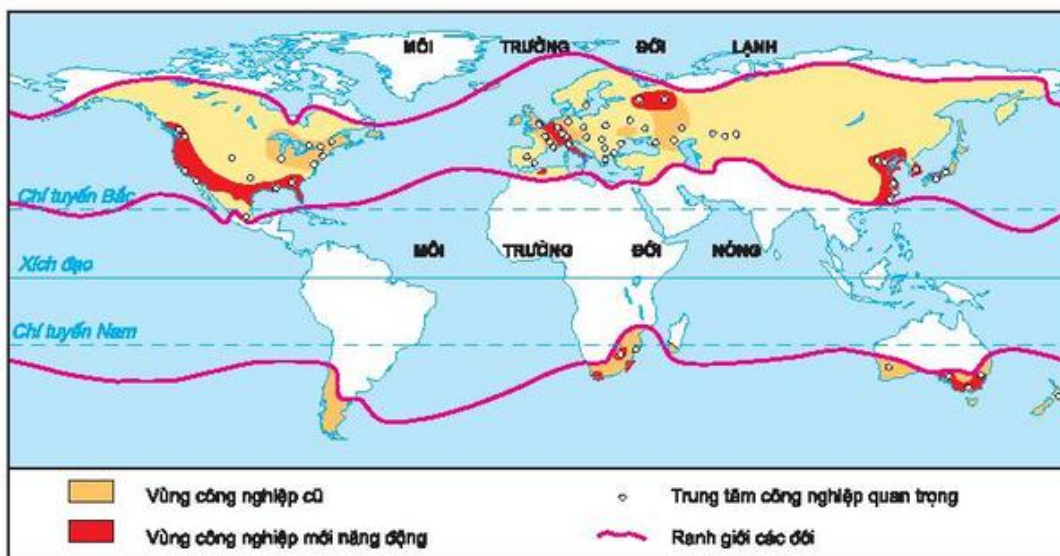 MÔI TRƯỜNG ĐỚI LẠNH
Chí tuyến Bắc
MÔI TRƯỜNG ĐỚI NÓNG
Xích đạo
Chí tuyến Nam
Vùng công nghiệp cũ
Trung tâm công nghiệp quan trọng
Vùng công nghiệp mới năng động
Ranh giới các đới